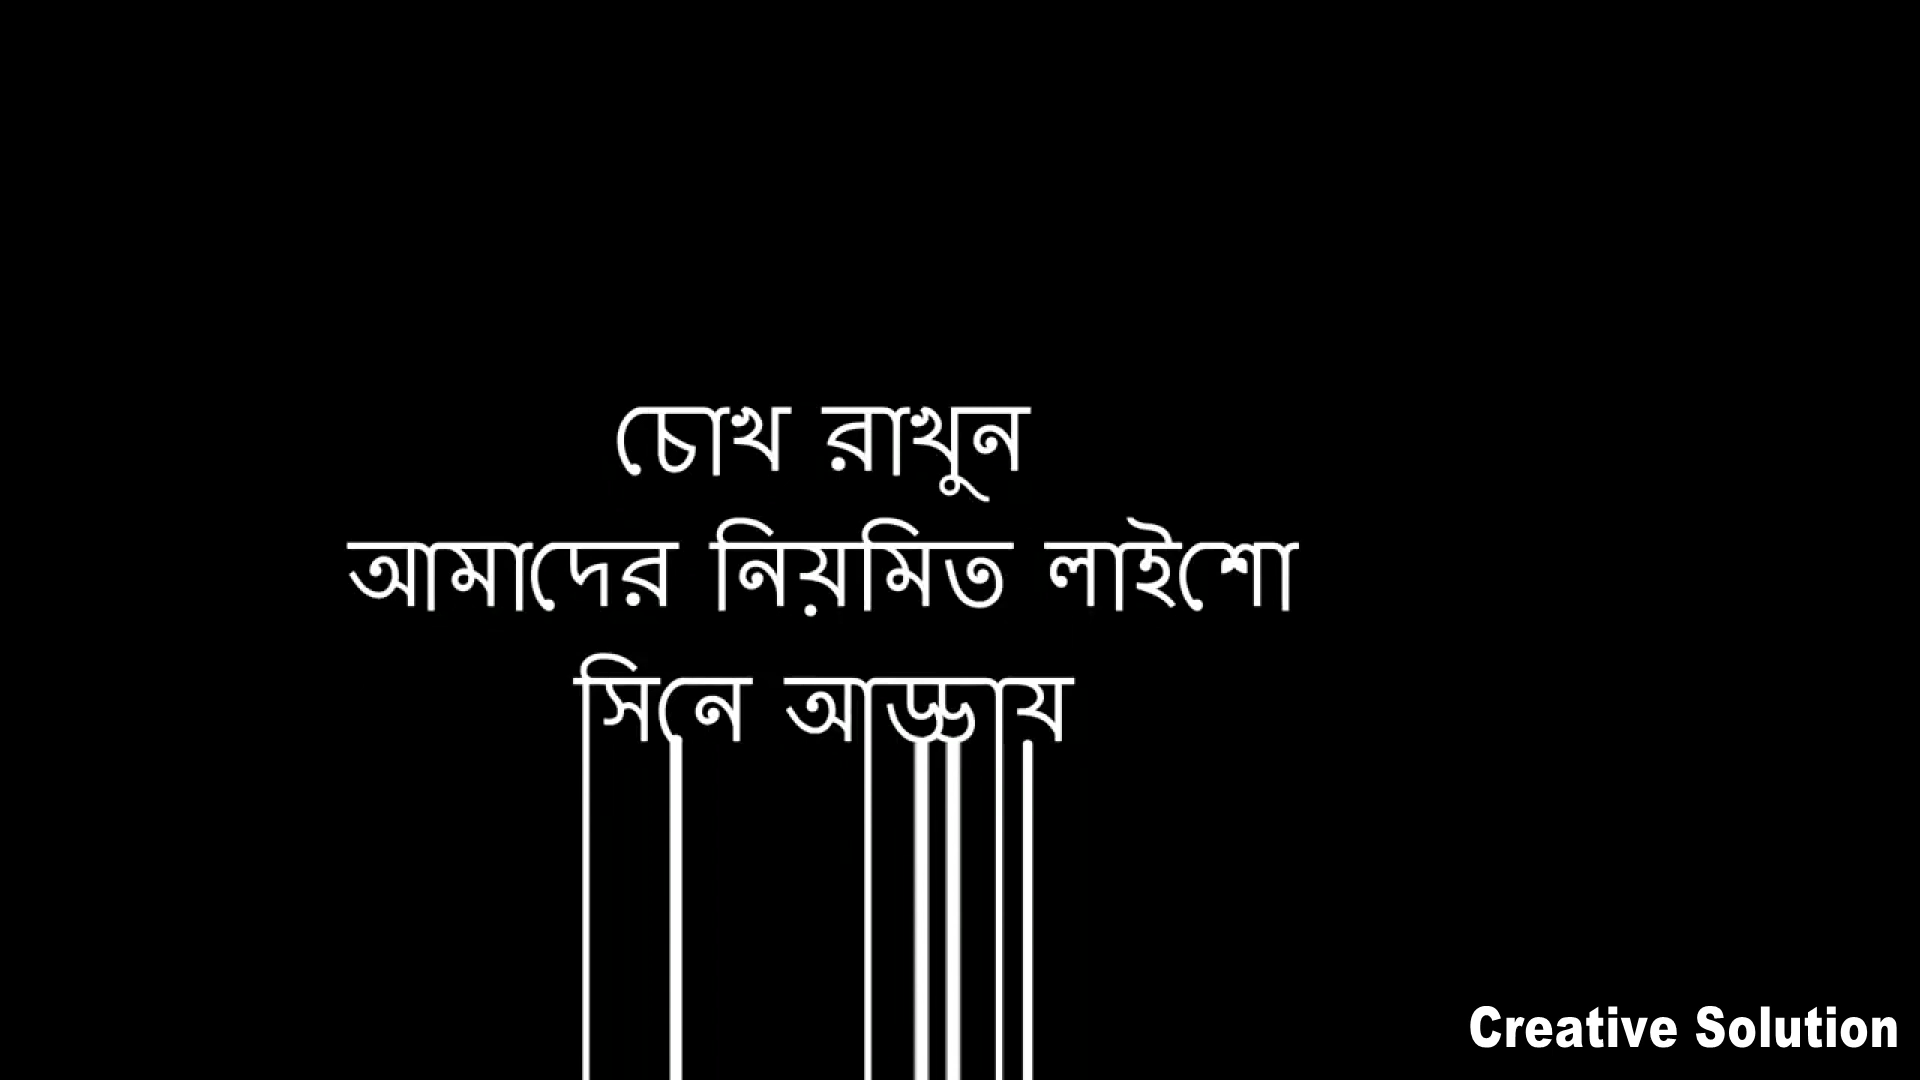 চোখ রাখুন
আমাদের নিয়মিত লাইশো
সিনে আড্ডায
Creative Solution